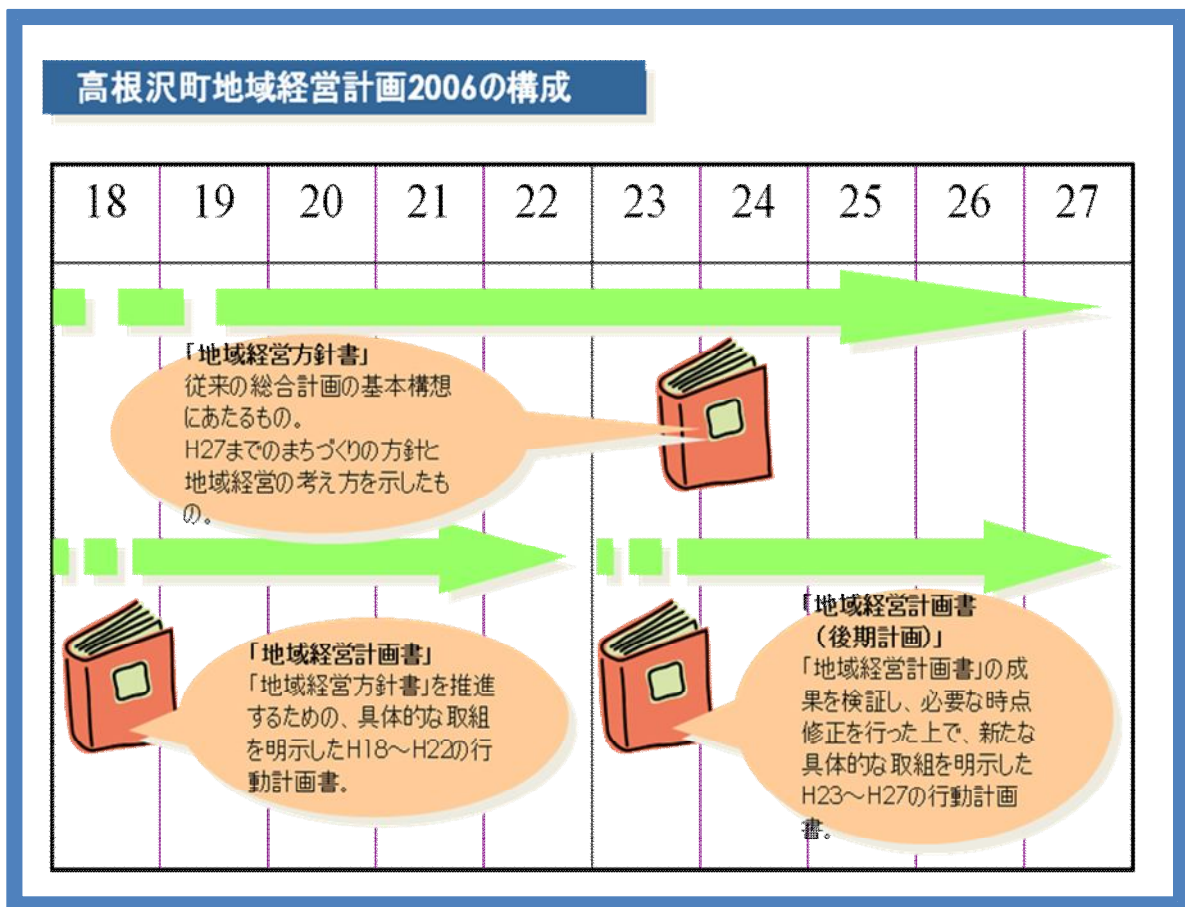 高根沢町地域経営計画2006の構成
18 19 20 21 22 23 24 25 26 27
「地域経営方針書」
従来の総合計画の基本構想
にあたるもの。
H27までのまちづくりの方針と
地域経営の考え方を示したも
の。
「地域経営計画書」
「地域経営方針書」を推進
するための、具体的な取組
を明示したH18～H22の行
動計画書。
「地域経営計画書
（後期計画)」
「地域経営計画書」の成
果を検証し、必要な時点
修正を行った上で、新たな
具体的な取組を明示した
H23～H27の行動計画
書。